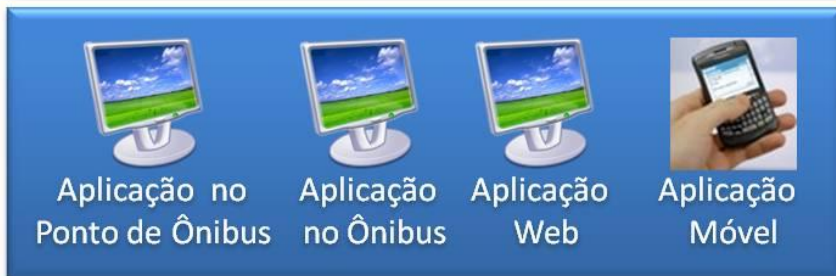 Aplicação no
Ponto de Ônibus
Aplicação
no Ônibus
Aplicação
Web
Aplicação
Móvel